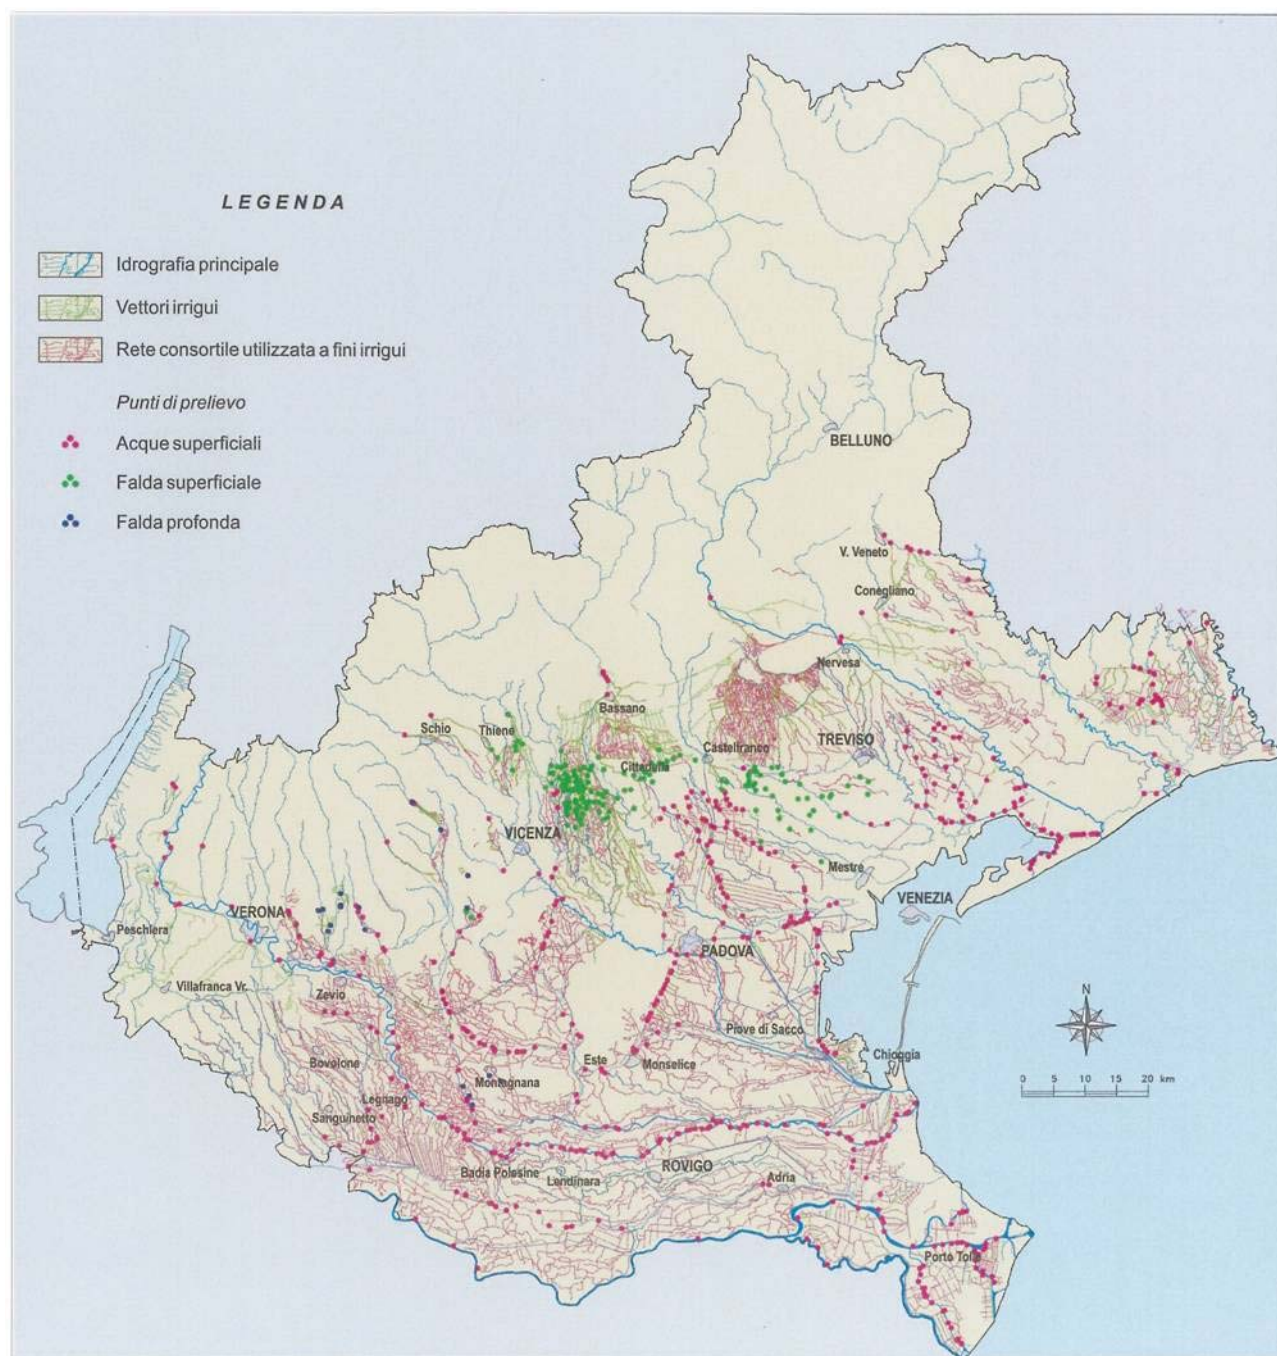 LEGENDA
Idrografia principale
Vettori irrigui
Rete consortile utilizzata a fini irrigui
Punti di prelievo
Acque superficiali
Falda superficiale
Falda profonda
BELLUNO
V. Veneto
Conegliano
Nervesa
Bassano
Schio
Thiene
Castelfranco
TREVISO
Cittadella
VICENZA
Mestre
VENEZIA
VERONA
Peschiera
PADOVA
Villafranca Vr.
Zevio
Piove di Sacco
N
Chioggia
Bovolone
Este
Monselice
Montagnana
0 5 10 15 20 km
Legnago
Sanguinetto
Badia Polesine
ROVIGO
Lendinara
Adria
Porto Tolle